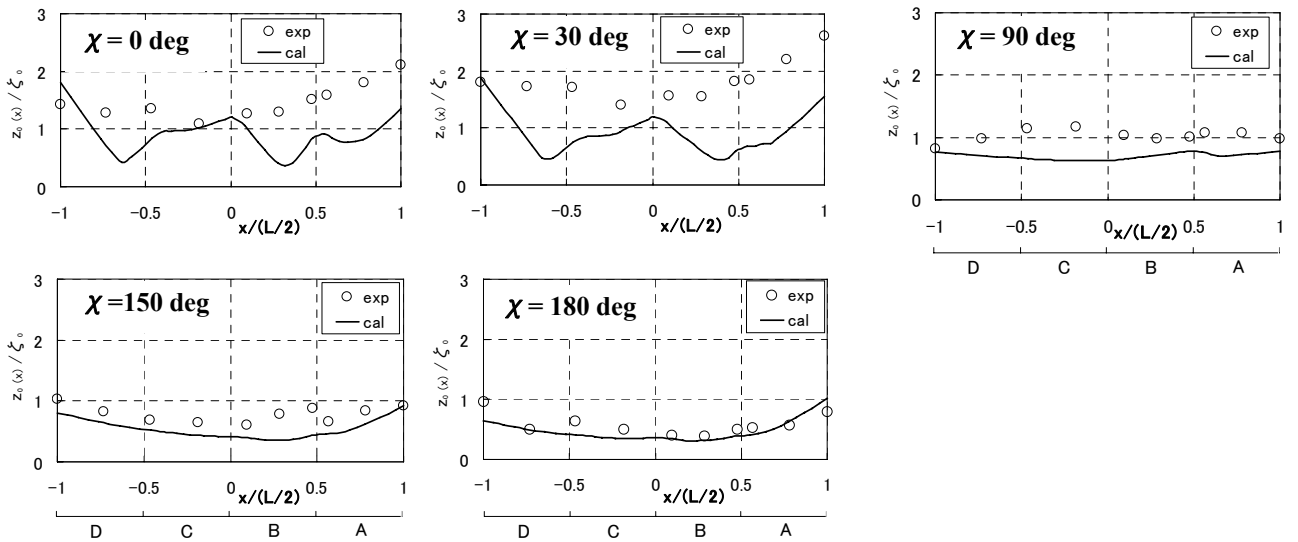 χ = 0 deg
exp
cal
z₀(x) / ζ₀
3
2
1
0
-1 -0.5 0 0.5 1
x/(L/2)
χ = 30 deg
exp
cal
z₀(x) / ζ₀
3
2
1
0
-1 -0.5 0 0.5 1
x/(L/2)
χ = 90 deg
exp
cal
z₀(x) / ζ₀
3
2
1
0
-1 -0.5 0 0.5 1
x/(L/2)
D C B A
χ =150 deg
exp
cal
z₀(x) / ζ₀
3
2
1
0
-1 -0.5 0 0.5 1
x/(L/2)
D C B A
χ = 180 deg
exp
cal
z₀(x) / ζ₀
3
2
1
0
-1 -0.5 0 0.5 1
x/(L/2)
D C B A